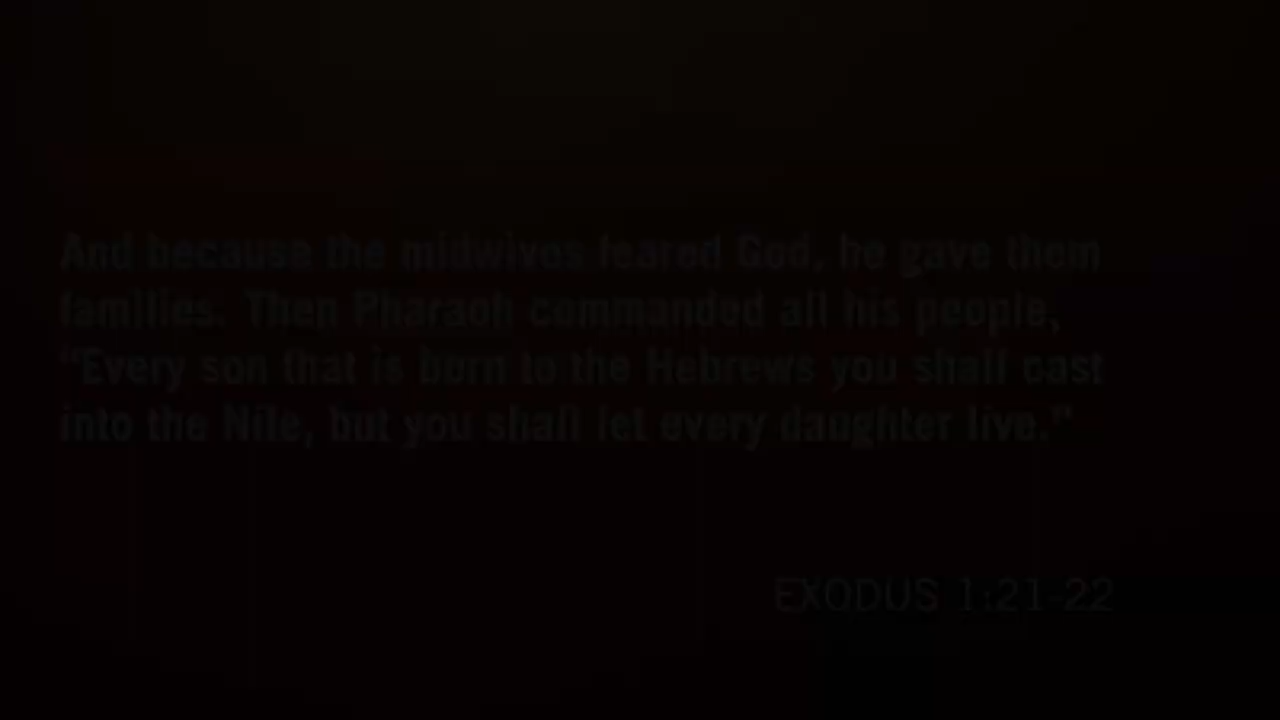 And because the midwives feared God, he gave them
families. Then Pharaoh commanded all his people,
“Every son that is born to the Hebrews you shall cast
into the Nile, but you shall let every daughter live.”
EXODUS 1:21-22